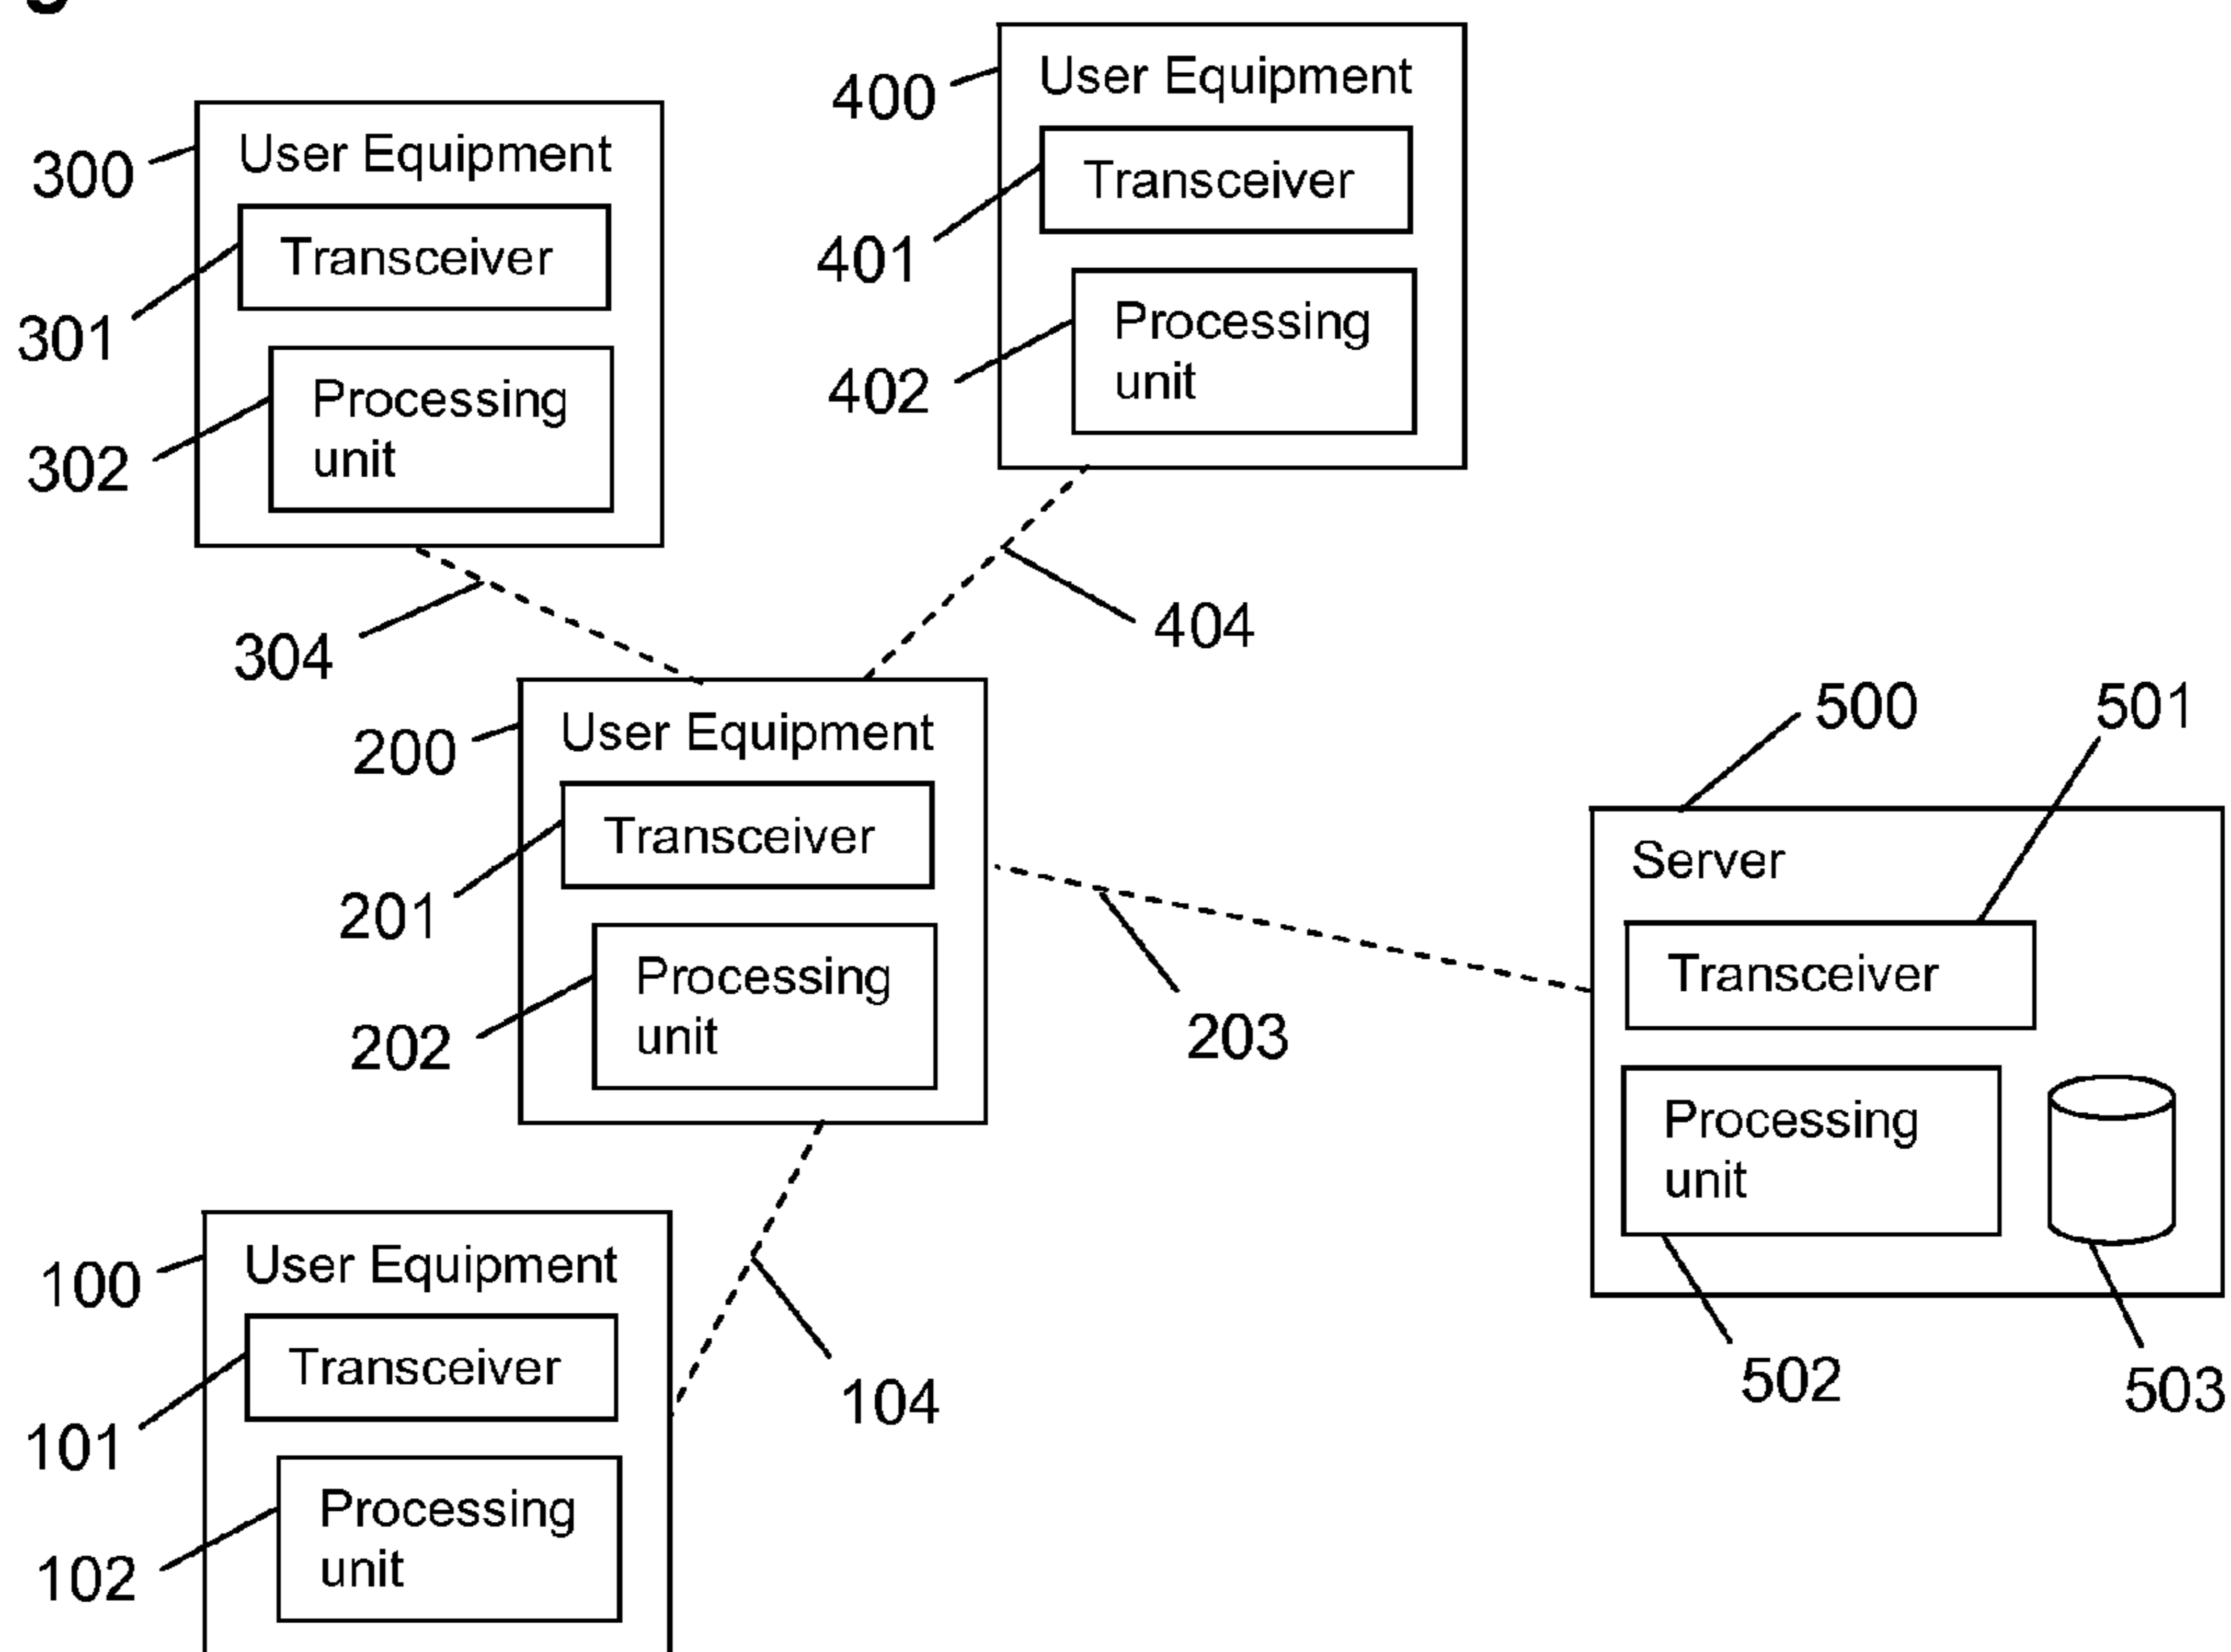 400
User Equipment
Transceiver
401
Processing
unit
402
300
User Equipment
Transceiver
301
Processing
unit
302
304
404
200
User Equipment
Transceiver
201
Processing
unit
202
203
500
501
Server
Transceiver
Processing
unit
502
503
100
User Equipment
Transceiver
101
Processing
unit
102
104